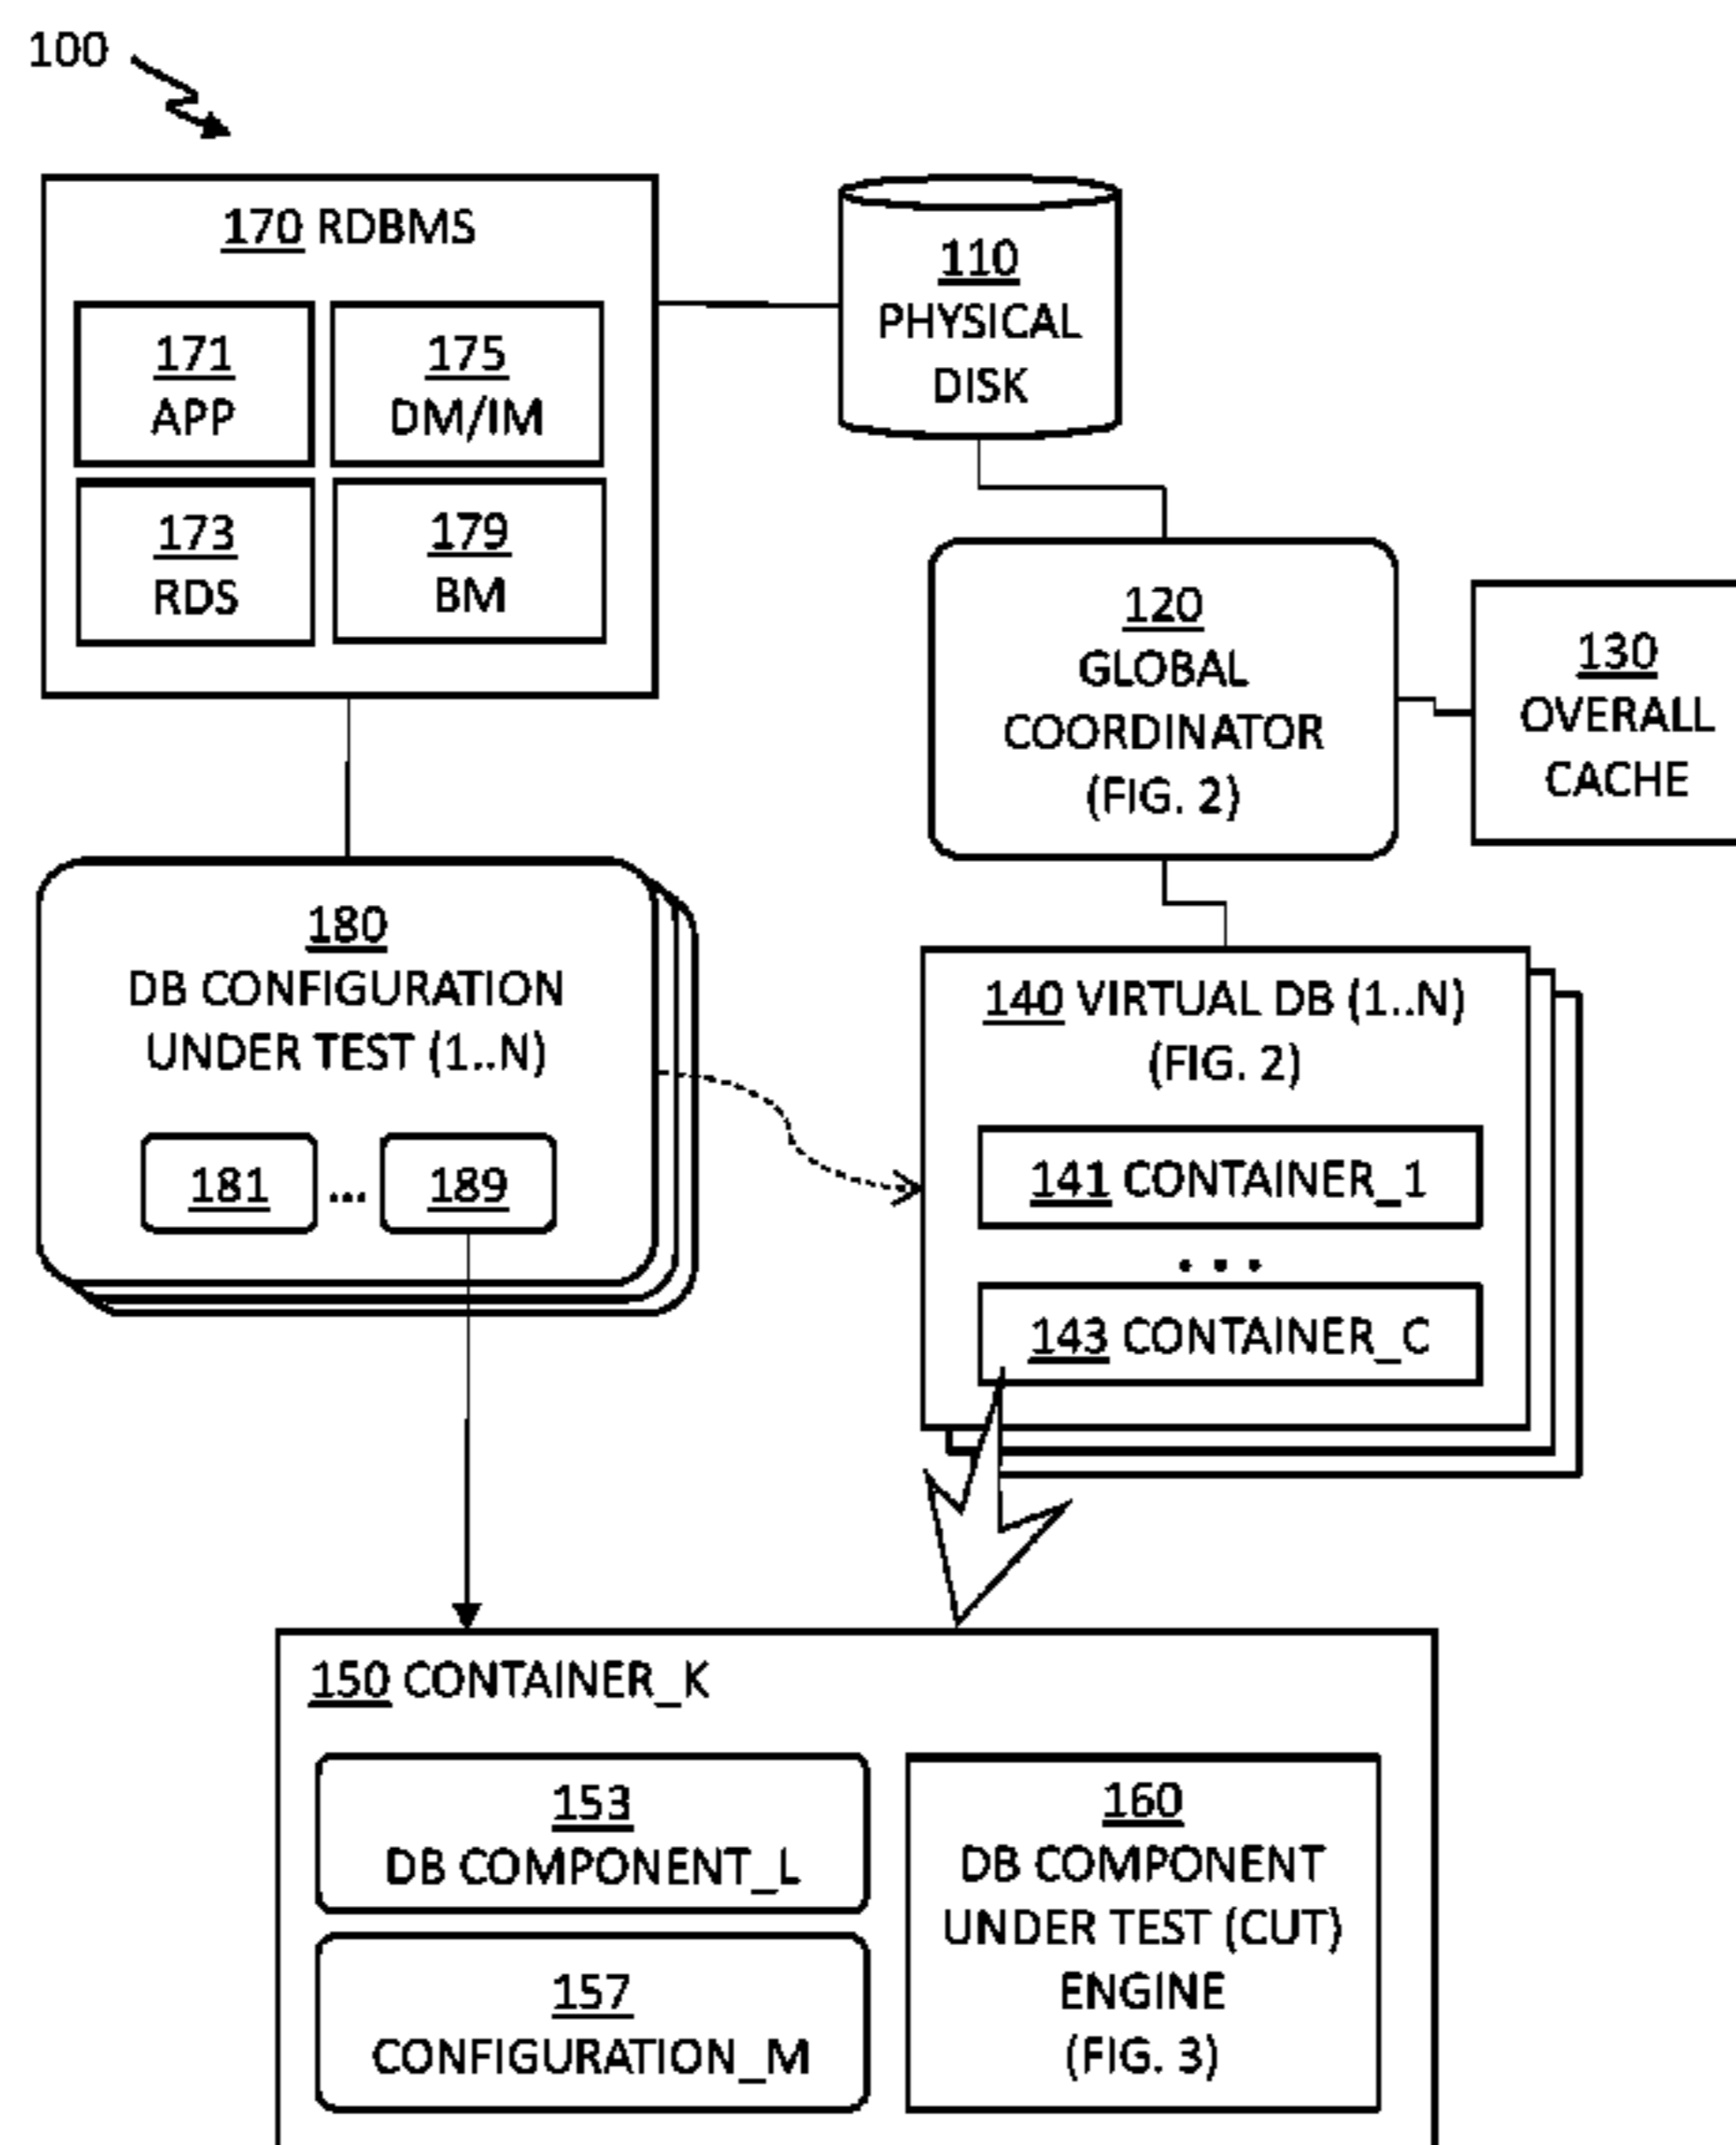 100
170 RDBMS
171
APP
175
DM/IM
173
RDS
179
BM
110
PHYSICAL
DISK
120
GLOBAL
COORDINATOR
(FIG. 2)
130
OVERALL
CACHE
180
DB CONFIGURATION
UNDER TEST (1..N)
181 ... 189
140 VIRTUAL DB (1..N)
(FIG. 2)
141 CONTAINER_1
...
143 CONTAINER_C
150 CONTAINER_K
153
DB COMPONENT_L
157
CONFIGURATION_M
160
DB COMPONENT
UNDER TEST (CUT)
ENGINE
(FIG. 3)